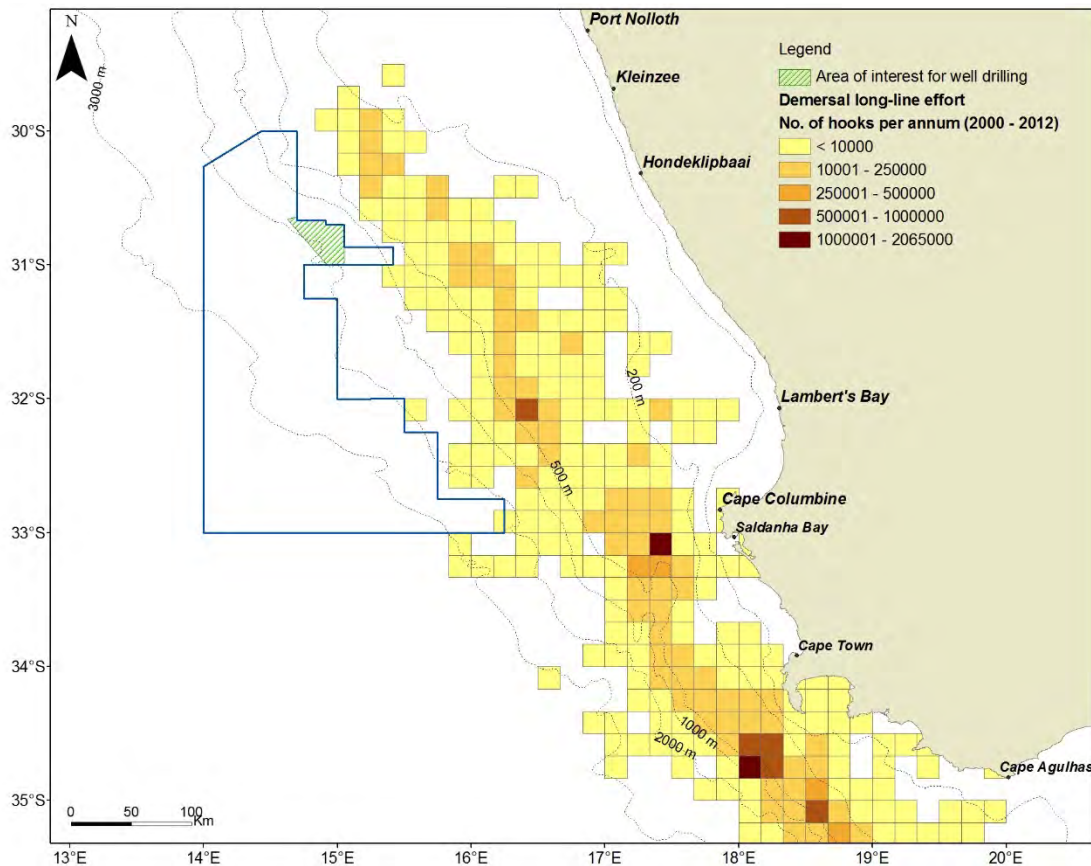 Port Nolloth
N
Kleinzee
3000 m
Hondeklipbaai
Legend
Area of interest for well drilling
Demersal long-line effort
No. of hooks per annum (2000 - 2012)
< 10000
10001 - 250000
250001 - 500000
500001 - 1000000
1000001 - 2065000
200 m
Lambert's Bay
500 m
Cape Columbine
Saldanha Bay
Cape Town
1000 m
2000 m
Cape Agulhas
30°S
31°S
32°S
33°S
34°S
35°S
0 50 100
Km
13°E 14°E 15°E 16°E 17°E 18°E 19°E 20°E